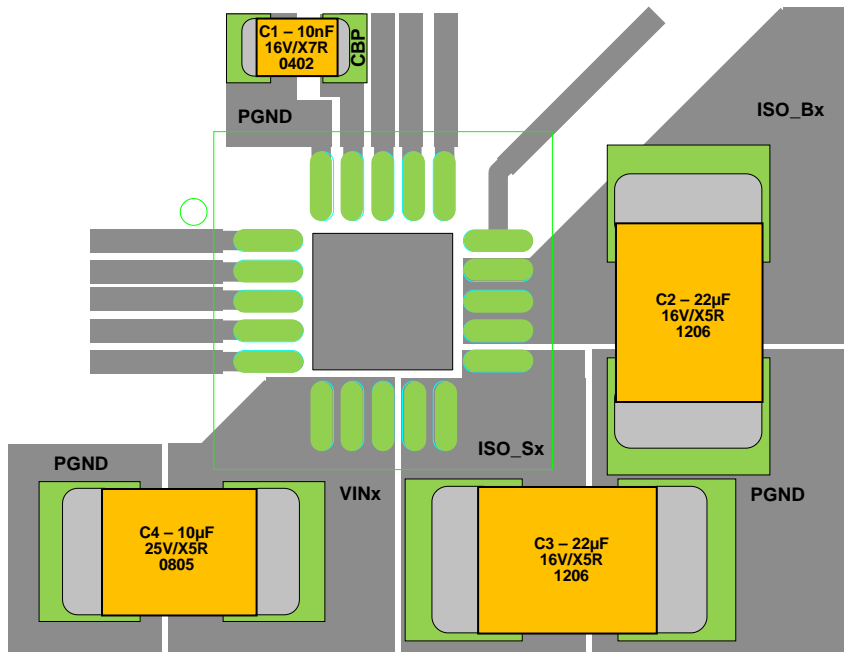 C1 – 10nF
16V/X7R
0402
CBP
PGND
ISO_Bx
C2 – 22µF
16V/X5R
1206
ISO_Sx
PGND
VINx
PGND
C4 – 10µF
25V/X5R
0805
C3 – 22µF
16V/X5R
1206